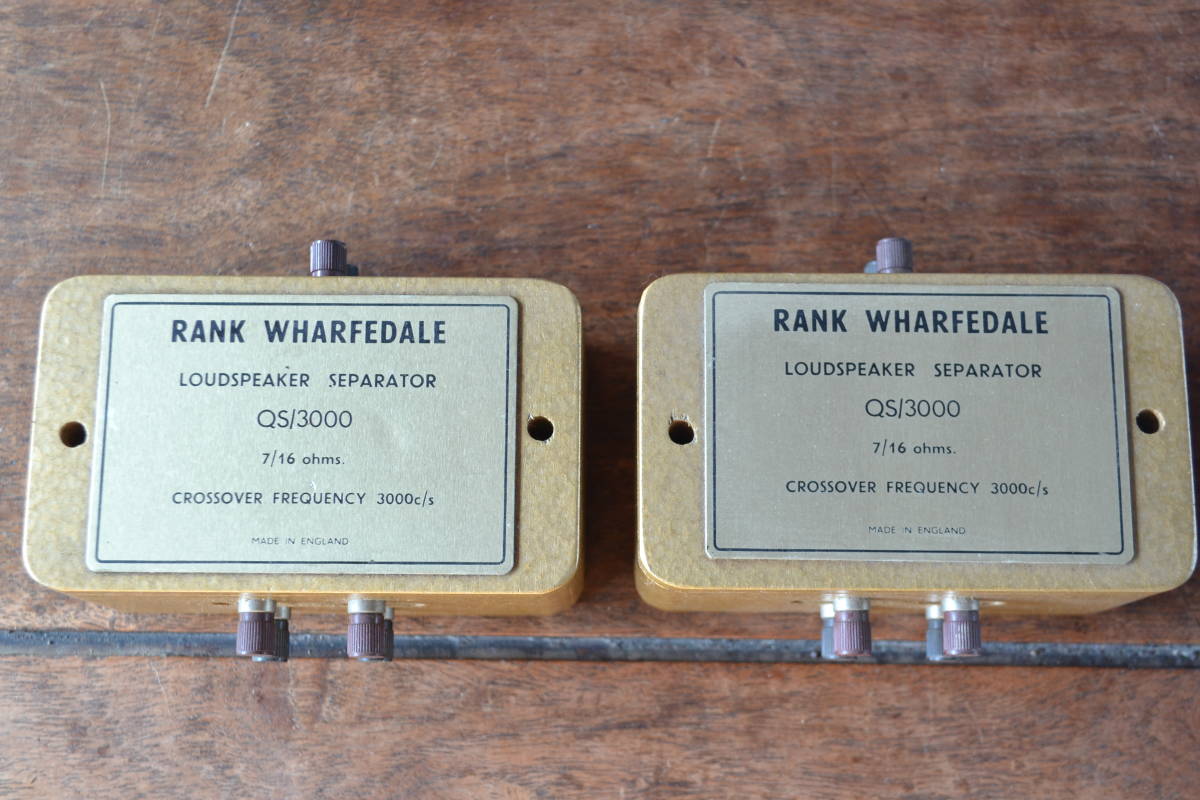 RANK WHARFEDALE
LOUDSPEAKER SEPARATOR
QS/3000
7/16 ohms.
CROSSOVER FREQUENCY 3000c/s
MADE IN ENGLAND
RANK WHARFEDALE
LOUDSPEAKER SEPARATOR
QS/3000
7/16 ohms.
CROSSOVER FREQUENCY 3000c/s
MADE IN ENGLAND